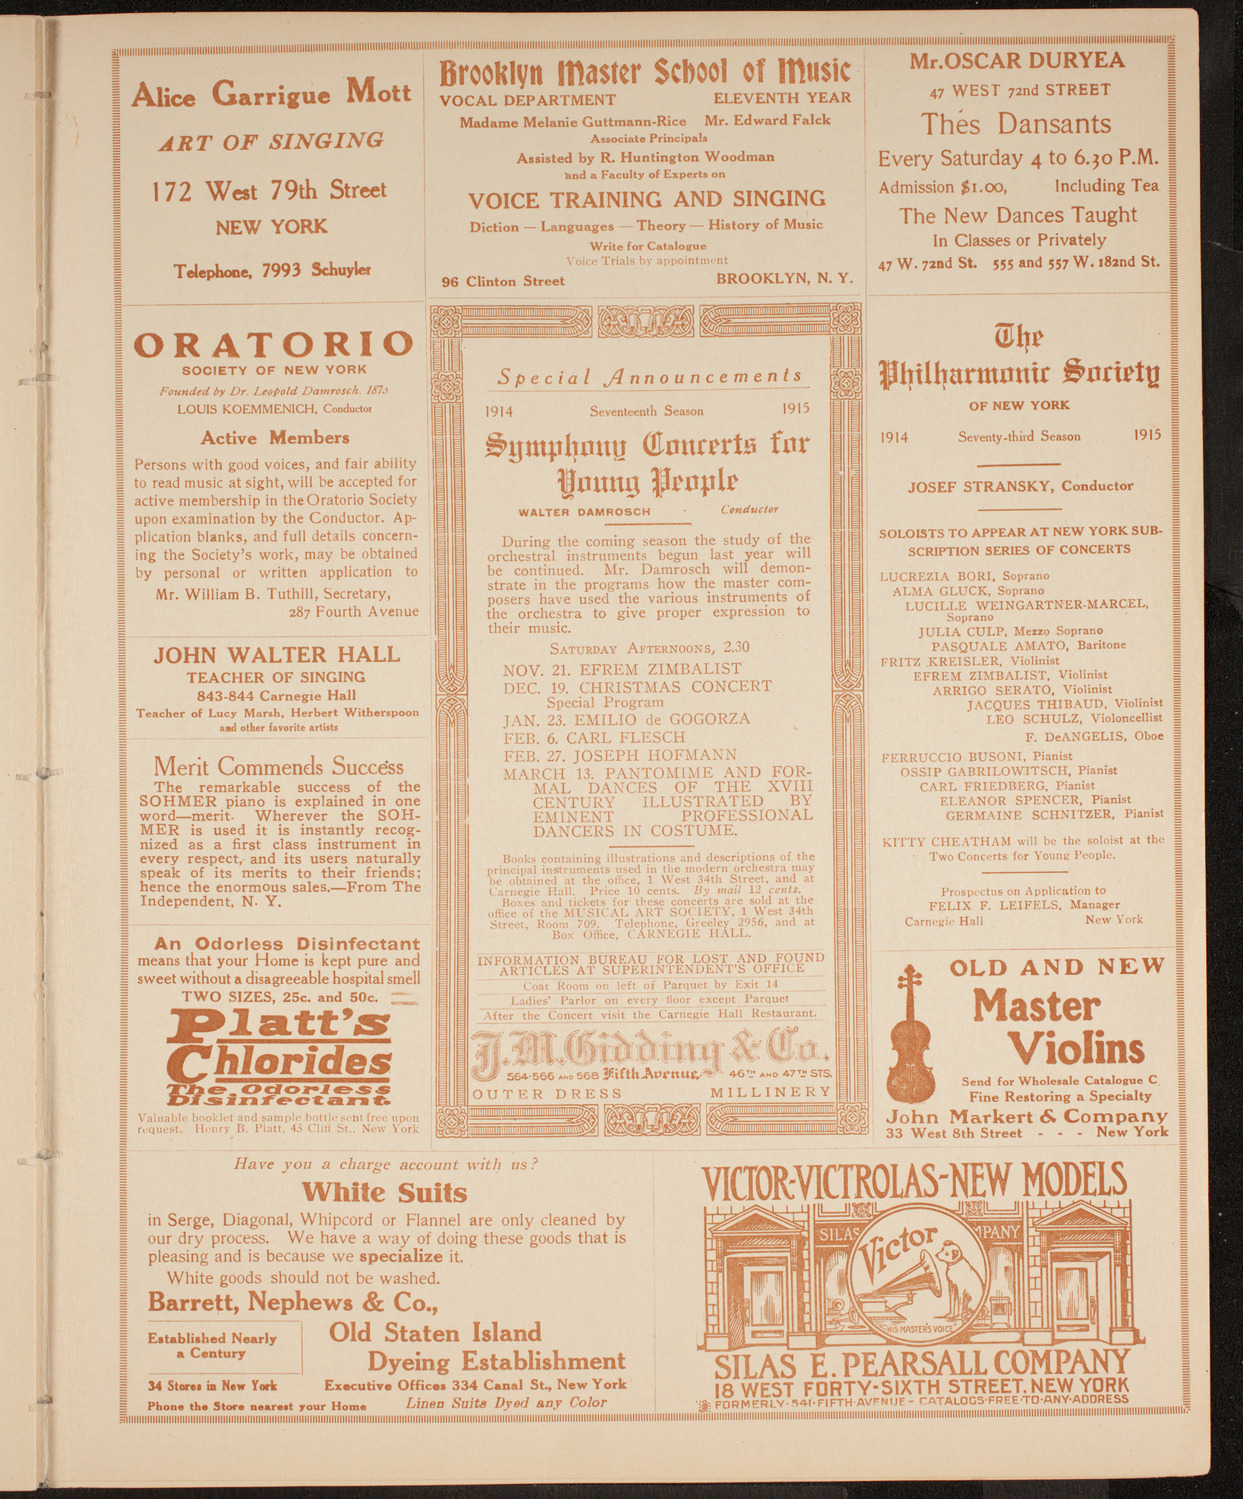 Alice Garrigue Mott
ART OF SINGING
172 West 79th Street
NEW YORK
Telephone, 7993 Schuyler
Brooklyn Master School of Music
VOCAL DEPARTMENT ELEVENTH YEAR
Madame Melanie Guttmann-Rice Mr. Edward Falck
Associate Principals
Assisted by R. Huntington Woodman
and a Faculty of Experts on
VOICE TRAINING AND SINGING
Diction — Languages — Theory — History of Music
Write for Catalogue
Voice Trials by appointment
96 Clinton Street BROOKLYN, N. Y.
Mr. OSCAR DURYEA
47 WEST 72nd STREET
Thés Dansants
Every Saturday 4 to 6.30 P.M.
Admission $1.00, Including Tea
The New Dances Taught
In Classes or Privately
47 W. 72nd St. 555 and 557 W. 182nd St.
ORATORIO
SOCIETY OF NEW YORK
Founded by Dr. Leopold Damrosch, 1873
LOUIS KOEMMENICH, Conductor
Active Members
Persons with good voices, and fair ability
to read music at sight, will be accepted for
active membership in the Oratorio Society
upon examination by the Conductor. Ap-
plication blanks, and full details concern-
ing the Society's work, may be obtained
by personal or written application to
Mr. William B. Tuthill, Secretary,
287 Fourth Avenue
JOHN WALTER HALL
TEACHER OF SINGING
843-844 Carnegie Hall
Teacher of Lucy Marsh, Herbert Witherspoon
and other favorite artists
Merit Commends Success
The remarkable success of the
SOHMER piano is explained in one
word—merit. Wherever the SOH-
MER is used it is instantly recog-
nized as a first class instrument in
every respect, and its users naturally
speak of its merits to their friends;
hence the enormous sales.—From The
Independent, N. Y.
An Odorless Disinfectant
means that your Home is kept pure and
sweet without a disagreeable hospital smell
TWO SIZES, 25c. and 50c.
Platt's
Chlorides
The Odorless
Disinfectant.
Valuable booklet and sample bottle sent free upon
request. Henry B. Platt, 43 Cliff St., New York
Special Announcements
1914 Seventeenth Season 1915
Symphony Concerts for
Young People
WALTER DAMROSCH - Conductor
During the coming season the study of the
orchestral instruments begun last year will
be continued. Mr. Damrosch will demon-
strate in the programs how the master com-
posers have used the various instruments of
the orchestra to give proper expression to
their music.
SATURDAY AFTERNOONS, 2.30
NOV. 21. EFREM ZIMBALIST
DEC. 19. CHRISTMAS CONCERT
Special Program
JAN. 23. EMILIO de GOGORZA
FEB. 6. CARL FLESCH
FEB. 27. JOSEPH HOFMANN
MARCH 13. PANTOMIME AND FOR-
MAL DANCES OF THE XVIII
CENTURY ILLUSTRATED BY
EMINENT PROFESSIONAL
DANCERS IN COSTUME.
Books containing illustrations and descriptions of the
principal instruments used in the modern orchestra may
be obtained at the office, 1 West 34th Street, and at
Carnegie Hall. Price 10 cents. By mail 12 cents.
Boxes and tickets for these concerts are sold at the
office of the MUSICAL ART SOCIETY, 1 West 34th
Street, Room 709. Telephone, Greeley 2956, and at
Box Office, CARNEGIE HALL.
INFORMATION BUREAU FOR LOST AND FOUND
ARTICLES AT SUPERINTENDENT'S OFFICE
Coat Room on left of Parquet by Exit 14
Ladies' Parlor on every floor except Parquet
After the Concert visit the Carnegie Hall Restaurant.
J.M. Gidding & Co.
564-566 AND 568 Fifth Avenue, 46TH AND 47TH STS.
OUTER DRESS MILLINERY
The
Philharmonic Society
OF NEW YORK
1914 Seventy-third Season 1915
JOSEF STRANSKY, Conductor
SOLOISTS TO APPEAR AT NEW YORK SUB-
SCRIPTION SERIES OF CONCERTS
LUCREZIA BORI, Soprano
ALMA GLUCK, Soprano
LUCILLE WEINGARTNER-MARCEL,
Soprano
JULIA CULP, Mezzo Soprano
PASQUALE AMATO, Baritone
FRITZ KREISLER, Violinist
EFREM ZIMBALIST, Violinist
ARRIGO SERATO, Violinist
JACQUES THIBAUD, Violinist
LEO SCHULZ, Violoncellist
F. DeANGELIS, Oboe
FERRUCCIO BUSONI, Pianist
OSSIP GABRILOWITSCH, Pianist
CARL FRIEDBERG, Pianist
ELEANOR SPENCER, Pianist
GERMAINE SCHNITZER, Pianist
KITTY CHEATHAM will be the soloist at the
Two Concerts for Young People.
Prospectus on Application to
FELIX F. LEIFELS, Manager
Carnegie Hall New York
OLD AND NEW
Master
Violins
Send for Wholesale Catalogue C
Fine Restoring a Specialty
John Markert & Company
33 West 8th Street - - - New York
Have you a charge account with us?
White Suits
in Serge, Diagonal, Whipcord or Flannel are only cleaned by
our dry process. We have a way of doing these goods that is
pleasing and is because we specialize it.
White goods should not be washed.
Barrett, Nephews & Co.,
Old Staten Island
Dyeing Establishment
Established Nearly
a Century
34 Stores in New York
Executive Offices 334 Canal St., New York
Phone the Store nearest your Home
Linen Suits Dyed any Color
VICTOR-VICTROLAS-NEW MODELS
SILAS MPANY
Victor
"HIS MASTER'S VOICE"
SILAS E. PEARSALL COMPANY
18 WEST FORTY-SIXTH STREET, NEW YORK
FORMERLY·541·FIFTH·AVENUE - CATALOGS·FREE·TO·ANY·ADDRESS